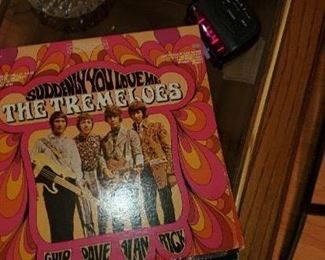 SUDDENLY YOU LOVE ME
THE TREMELOES
CHIP DAVE ALAN RICK